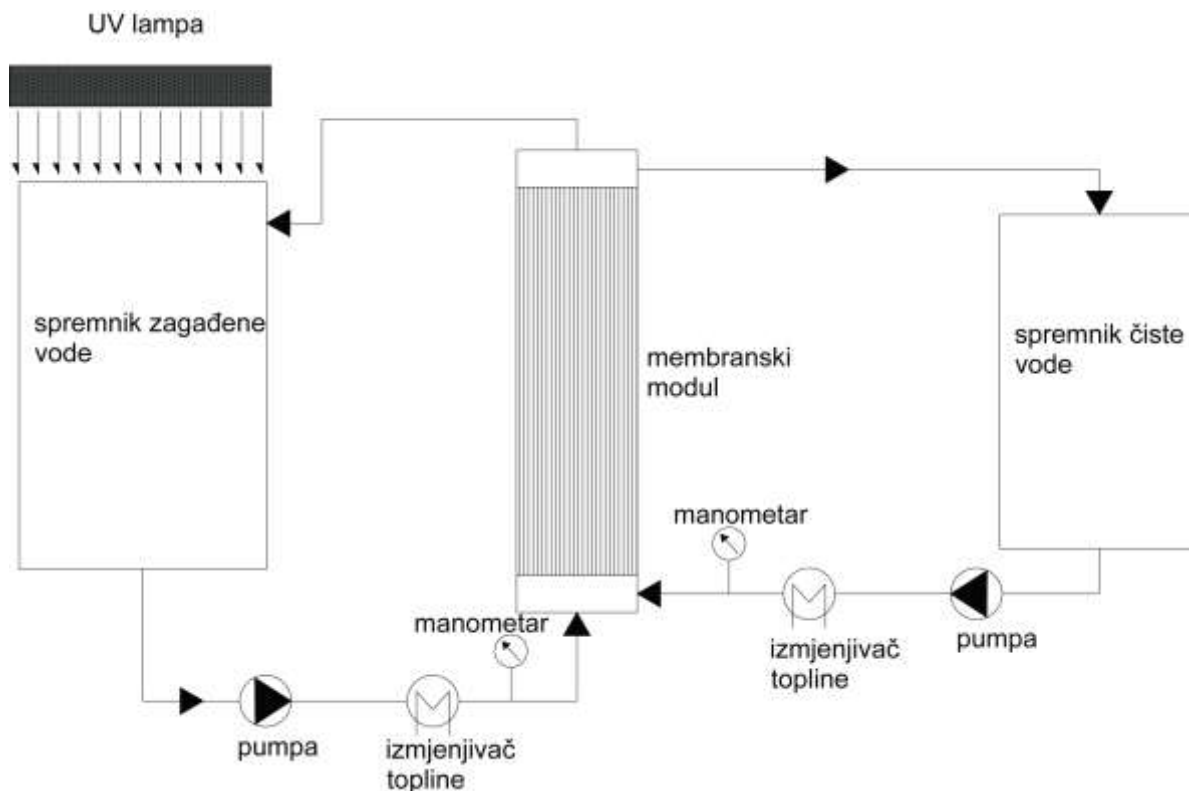 UV lampa
spremnik zagađene
vode
membranski
modul
spremnik čiste
vode
manometar
manometar
izmjenjivač
topline
pumpa
pumpa
izmjenjivač
topline